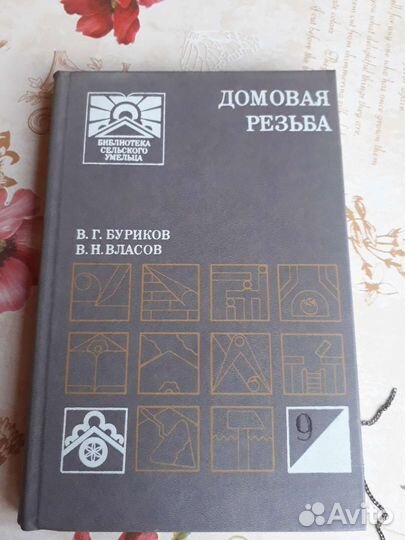 ДОМОВАЯ
РЕЗЬБА
БИБЛИОТЕКА
СЕЛЬСКОГО
УМЕЛЬЦА
В. Г. БУРИКОВ
В. Н. ВЛАСОВ
9
Avito